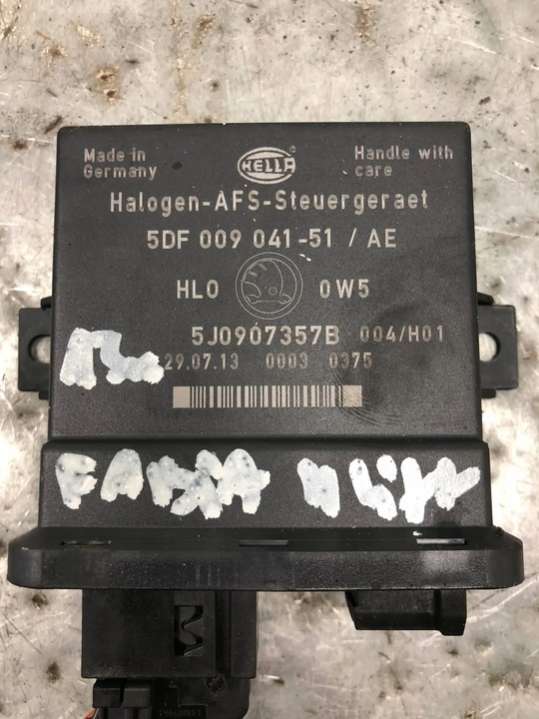 Made in
Germany
HELLA
Handle with
care
Halogen-AFS-Steuergeraet
5DF 009 041-51 / AE
HL0 0W5
5J0907357B 004/H01
29.07.13 0003 0375